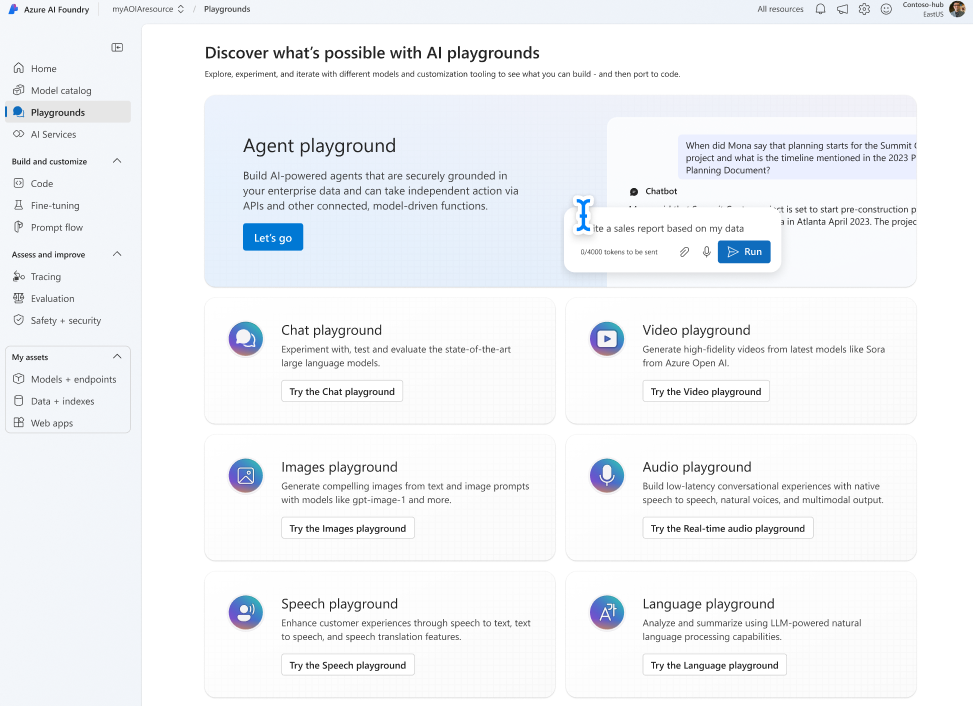 Azure AI Foundry
myAOIAresource
/
Playgrounds
All resources
Contoso-hub
EastUS
Home
Model catalog
Playgrounds
AI Services
Build and customize
Code
Fine-tuning
Prompt flow
Assess and improve
Tracing
Evaluation
Safety + security
My assets
Models + endpoints
Data + indexes
Web apps
Discover what's possible with AI playgrounds
Explore, experiment, and iterate with different models and customization tooling to see what you can build - and then port to code.
Agent playground
Build AI-powered agents that are securely grounded in
your enterprise data and can take independent action via
APIs and other connected, model-driven functions.
Let's go
When did Mona say that planning starts for the Summit
project and what is the timeline mentioned in the 2023
Planning Document?
Chatbot
is set to start pre-construction
in Atlanta April 2023. The
a sales report based on my data
0/4000 tokens to be sent
Run
Chat playground
Experiment with, test and evaluate the state-of-the-art
large language models.
Try the Chat playground
Video playground
Generate high-fidelity videos from latest models like Sora
from Azure Open AI.
Try the Video playground
Images playground
Generate compelling images from text and image prompts
with models like gpt-image-1 and more.
Try the Images playground
Audio playground
Build low-latency conversational experiences with native
speech to speech, natural voices, and multimodal output.
Try the Real-time audio playground
Speech playground
Enhance customer experiences through speech to text, text
to speech, and speech translation features.
Try the Speech playground
Language playground
Analyze and summarize using LLM-powered natural
language processing capabilities.
Try the Language playground